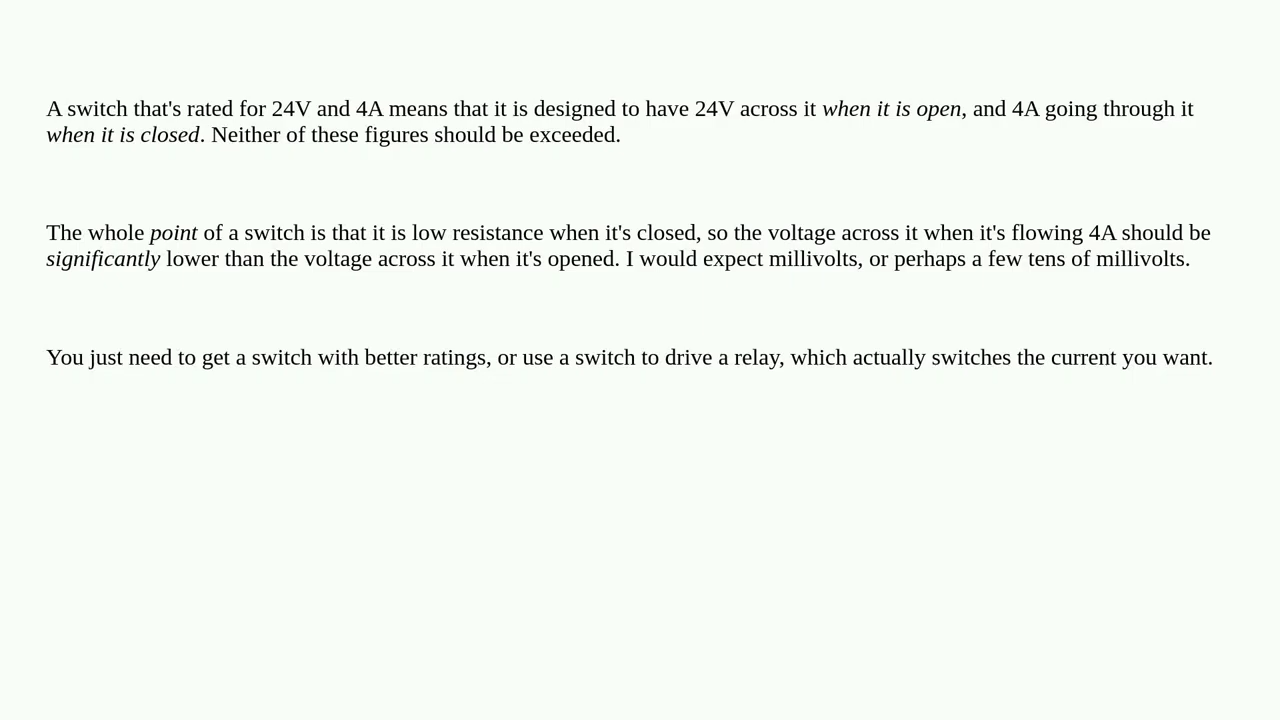 A switch that's rated for 24V and 4A means that it is designed to have 24V across it when it is open, and 4A going through it
when it is closed. Neither of these figures should be exceeded.
The whole point of a switch is that it is low resistance when it's closed, so the voltage across it when it's flowing 4A should be
significantly lower than the voltage across it when it's opened. I would expect millivolts, or perhaps a few tens of millivolts.
You just need to get a switch with better ratings, or use a switch to drive a relay, which actually switches the current you want.